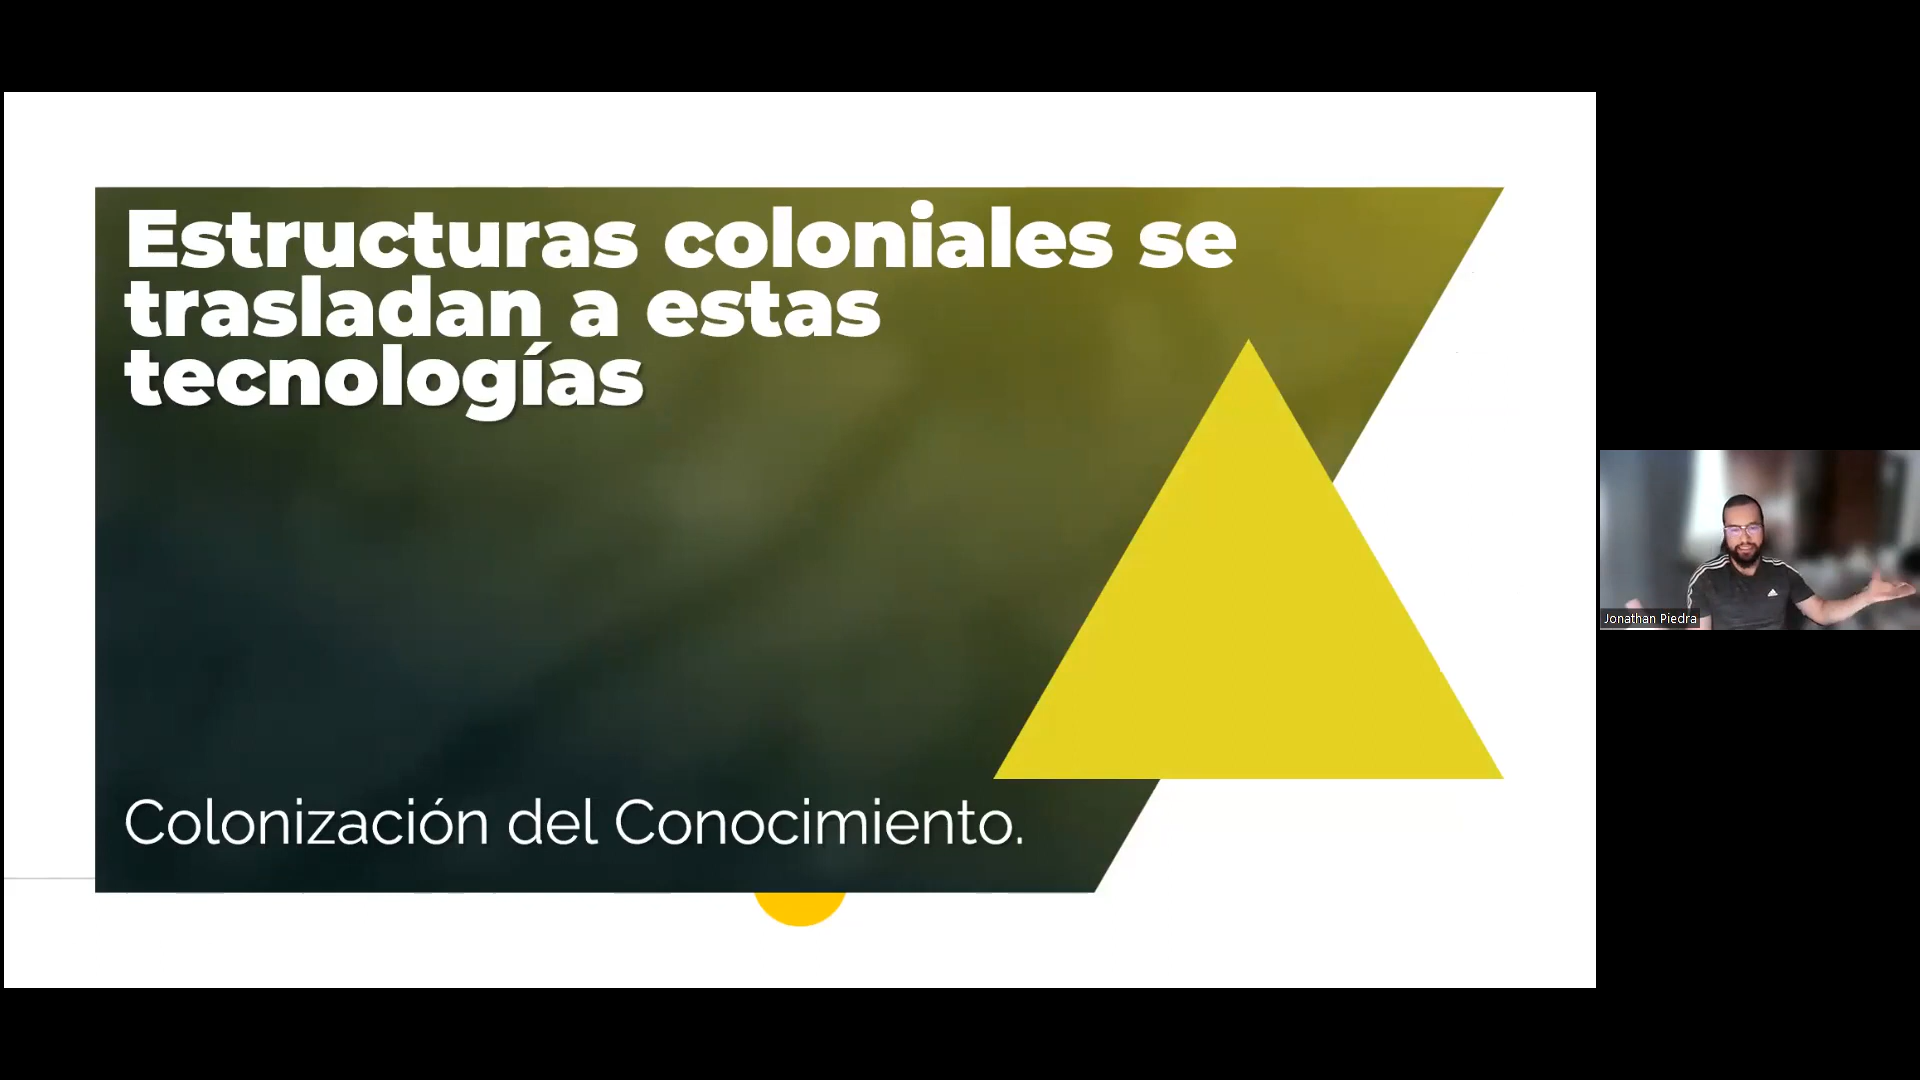 Estructuras coloniales se
trasladan a estas
tecnologías
Colonización del Conocimiento.
Jonathan Piedra